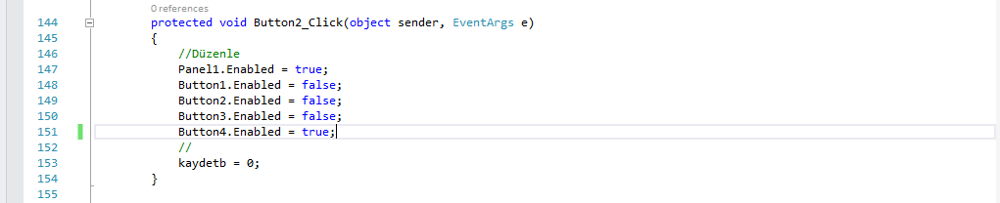 0 references
144 protected void Button2_Click(object sender, EventArgs e)
145 {
146 //Düzenle
147 Panel1.Enabled = true;
148 Button1.Enabled = false;
149 Button2.Enabled = false;
150 Button3.Enabled = false;
151 Button4.Enabled = true;
152 //
153 kaydetb = 0;
154 }
155